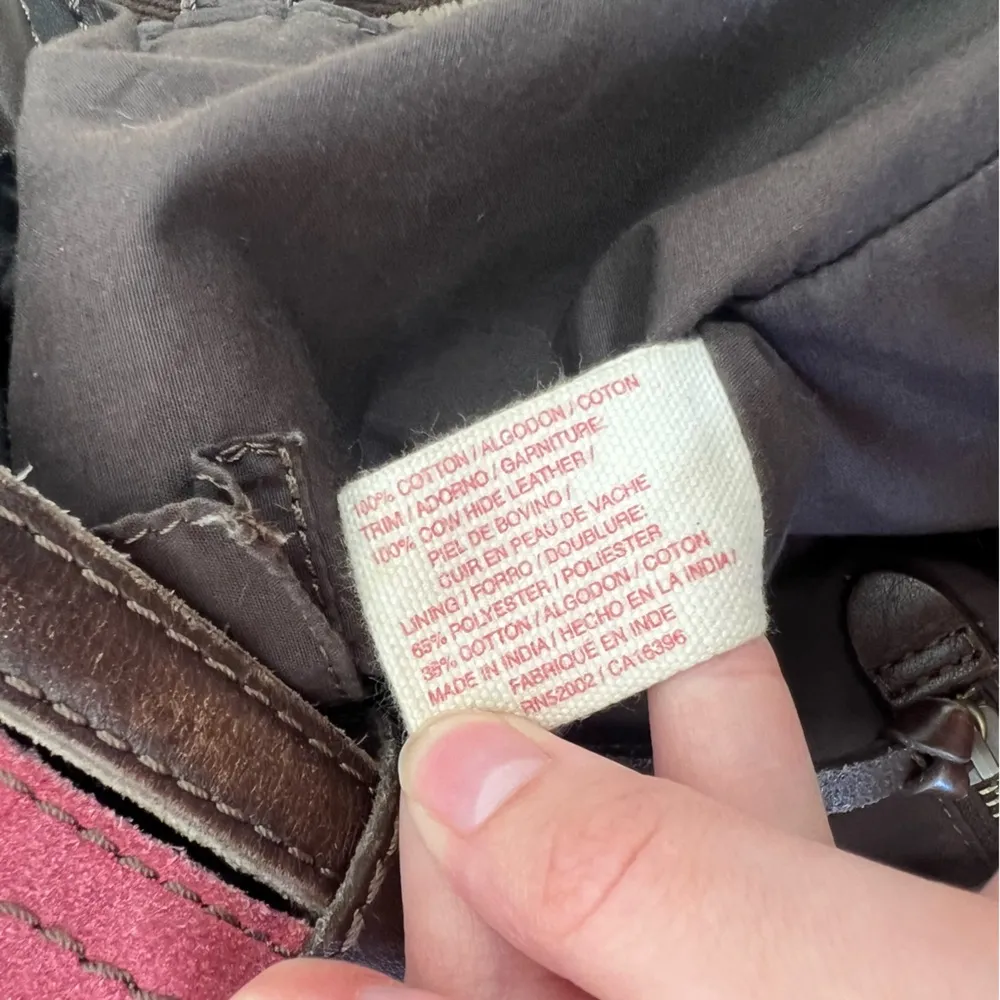 100% COTTON / ALGODON / COTON
TRIM / ADORNO / GARNITURE:
100% COW HIDE LEATHER /
PIEL DE BOVINO /
CUIR EN PEAU DE VACHE
LINING / FORRO / DOUBLURE:
65% POLYESTER / POLIESTER
35% COTTON / ALGODON / COTON
MADE IN INDIA / HECHO EN LA INDIA/
FABRIQUE EN INDE
RN52002 / CA16396